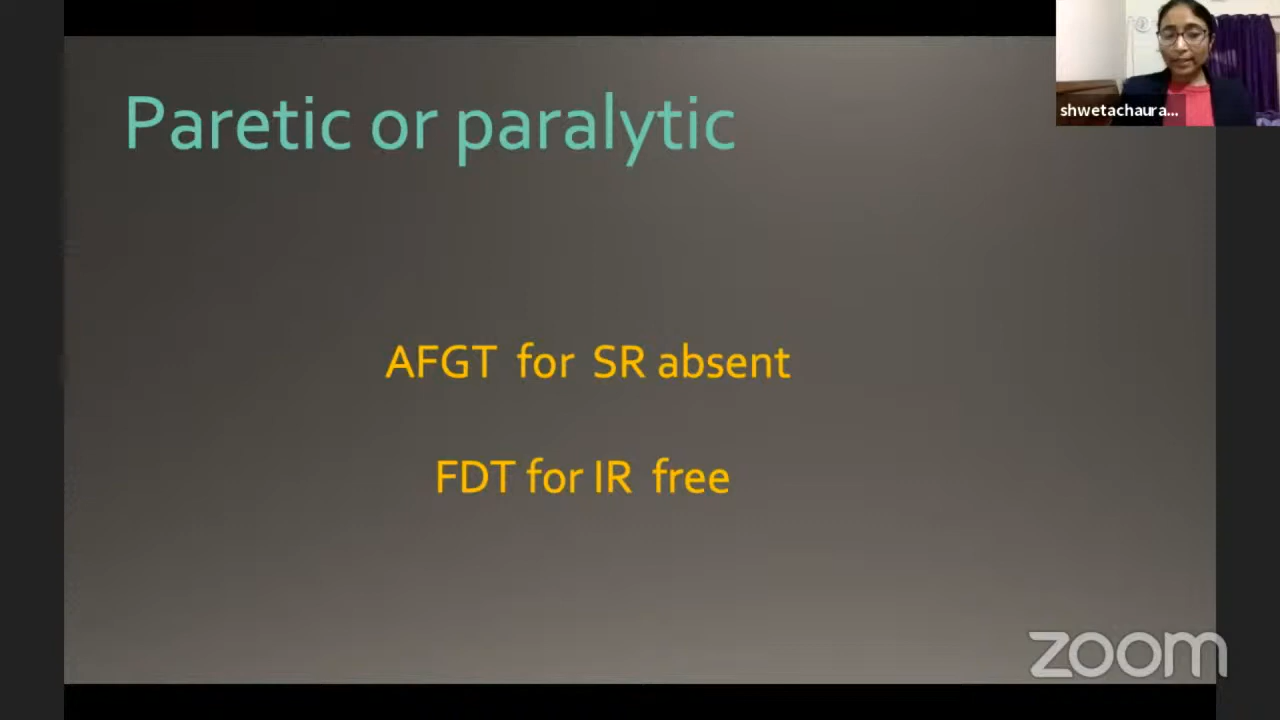 shwetachaura...
Paretic or paralytic
AFGT for SR absent
FDT for IR free
zoom